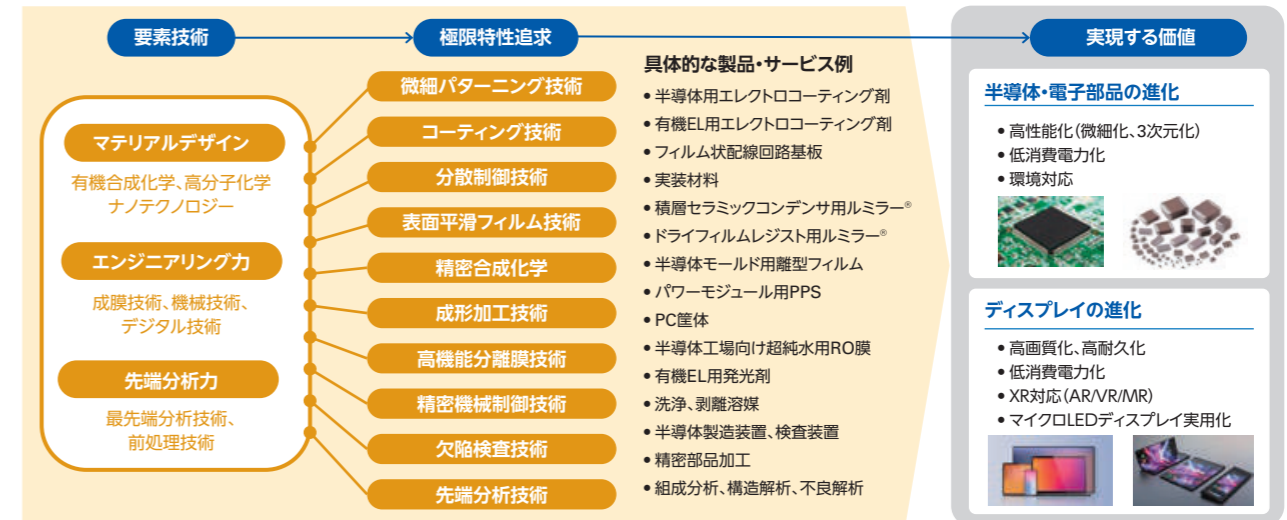 要素技術
極限特性追求
実現する価値
マテリアルデザイン
有機合成化学、高分子化学
ナノテクノロジー
エンジニアリング力
成膜技術、機械技術、
デジタル技術
先端分析力
最先端分析技術、
前処理技術
微細パターニング技術
コーティング技術
分散制御技術
表面平滑フィルム技術
精密合成化学
成形加工技術
高機能分離膜技術
精密機械制御技術
欠陥検査技術
先端分析技術
具体的な製品・サービス例
•半導体用エレクトロコーティング剤
•有機EL用エレクトロコーティング剤
•フィルム状配線回路基板
•実装材料
•積層セラミックコンデンサ用ルミラー®
•ドライフィルムレジスト用ルミラー®
•半導体モールド用離型フィルム
•パワーモジュール用PPS
•PC筐体
•半導体工場向け超純水用RO膜
•有機EL用発光剤
•洗浄、剥離溶媒
•半導体製造装置、検査装置
•精密部品加工
•組成分析、構造解析、不良解析
半導体・電子部品の進化
•高性能化(微細化、3次元化)
•低消費電力化
•環境対応
ディスプレイの進化
•高画質化、高耐久化
•低消費電力化
•XR対応(AR/VR/MR)
•マイクロLEDディスプレイ実用化